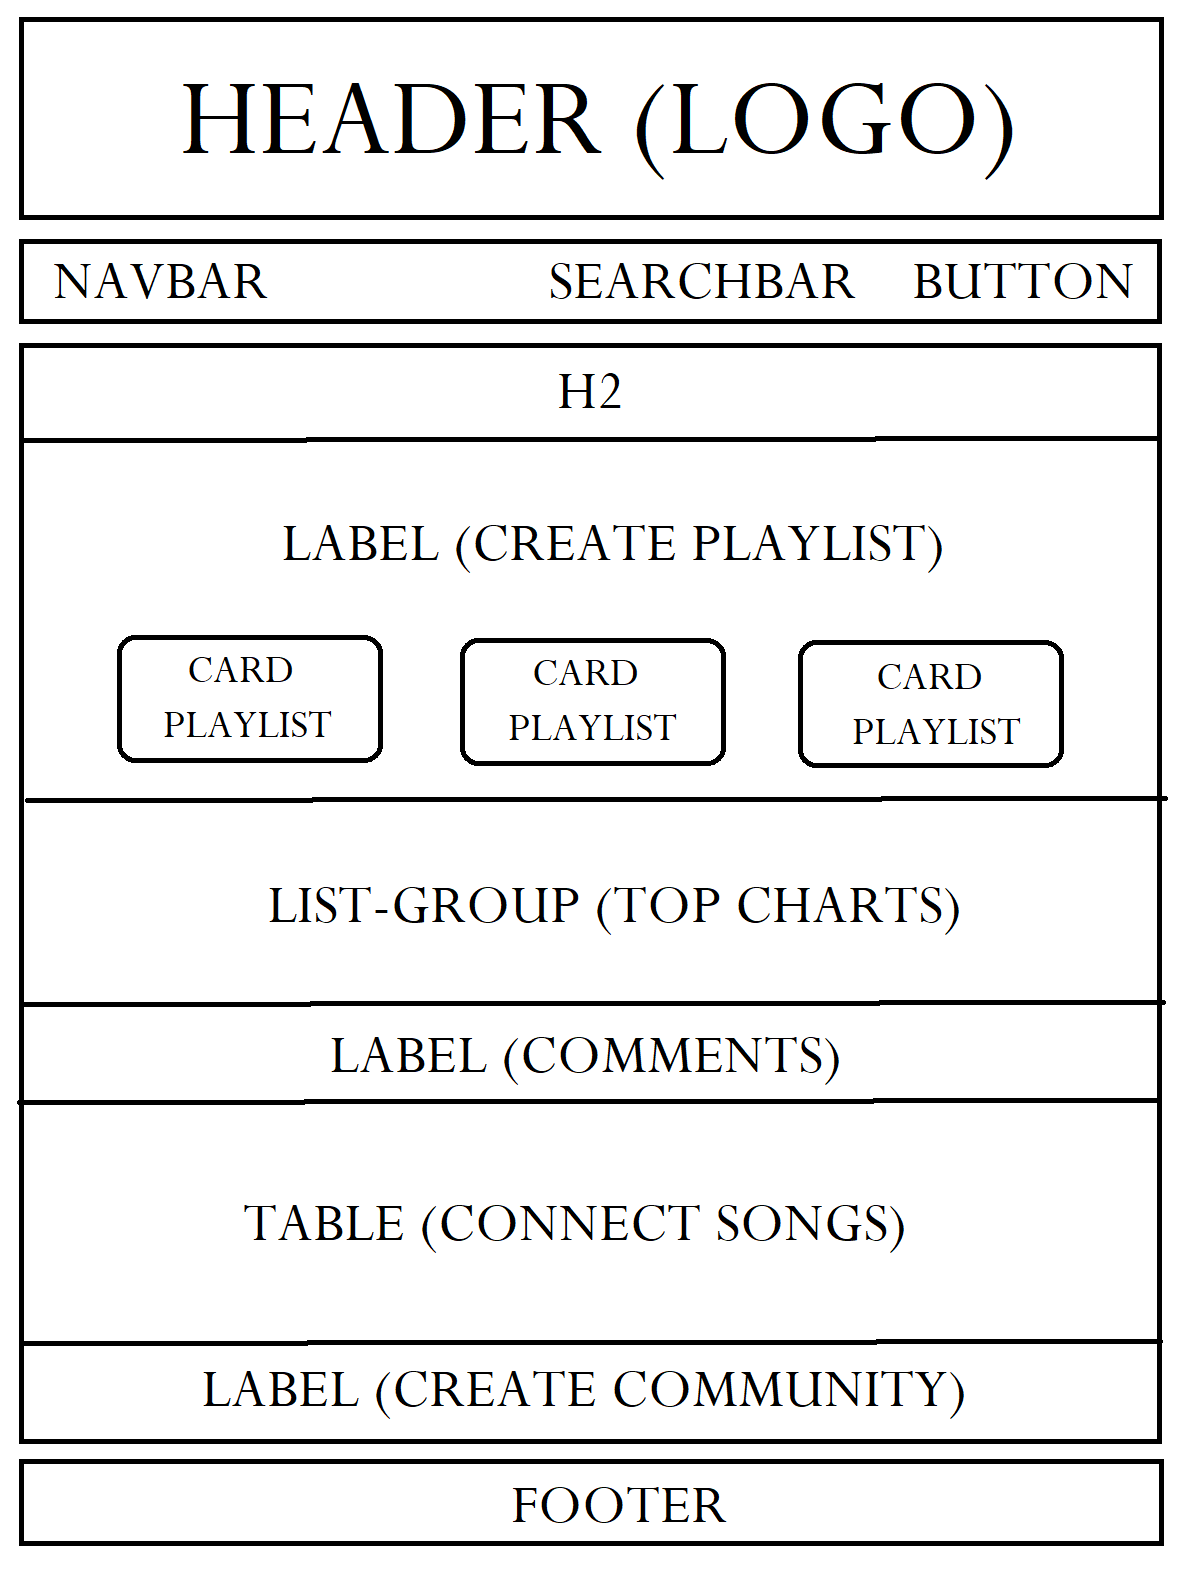 HEADER (LOGO)
NAVBAR SEARCHBAR BUTTON
H2
LABEL (CREATE PLAYLIST)
CARD
PLAYLIST
CARD
PLAYLIST
CARD
PLAYLIST
LIST-GROUP (TOP CHARTS)
LABEL (COMMENTS)
TABLE (CONNECT SONGS)
LABEL (CREATE COMMUNITY)
FOOTER